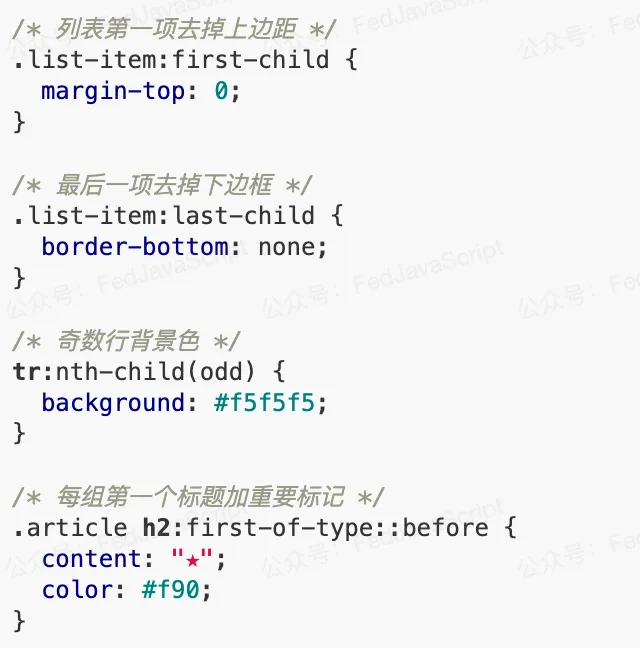 /* 列表第一项去掉上边距 */
.list-item:first-child {
  margin-top: 0;
}

/* 最后一项去掉下边框 */
.list-item:last-child {
  border-bottom: none;
}

/* 奇数行背景色 */
tr:nth-child(odd) {
  background: #f5f5f5;
}

/* 每组第一个标题加重要标记 */
.article h2:first-of-type::before {
  content: "★";
  color: #f90;
}
公众号：FedJavaScript